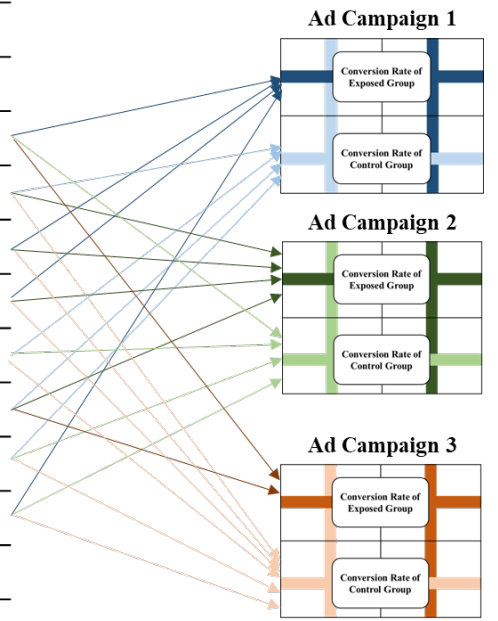 Ad Campaign 1
Conversion Rate of
Exposed Group
Conversion Rate of
Control Group
Ad Campaign 2
Conversion Rate of
Exposed Group
Conversion Rate of
Control Group
Ad Campaign 3
Conversion Rate of
Exposed Group
Conversion Rate of
Control Group